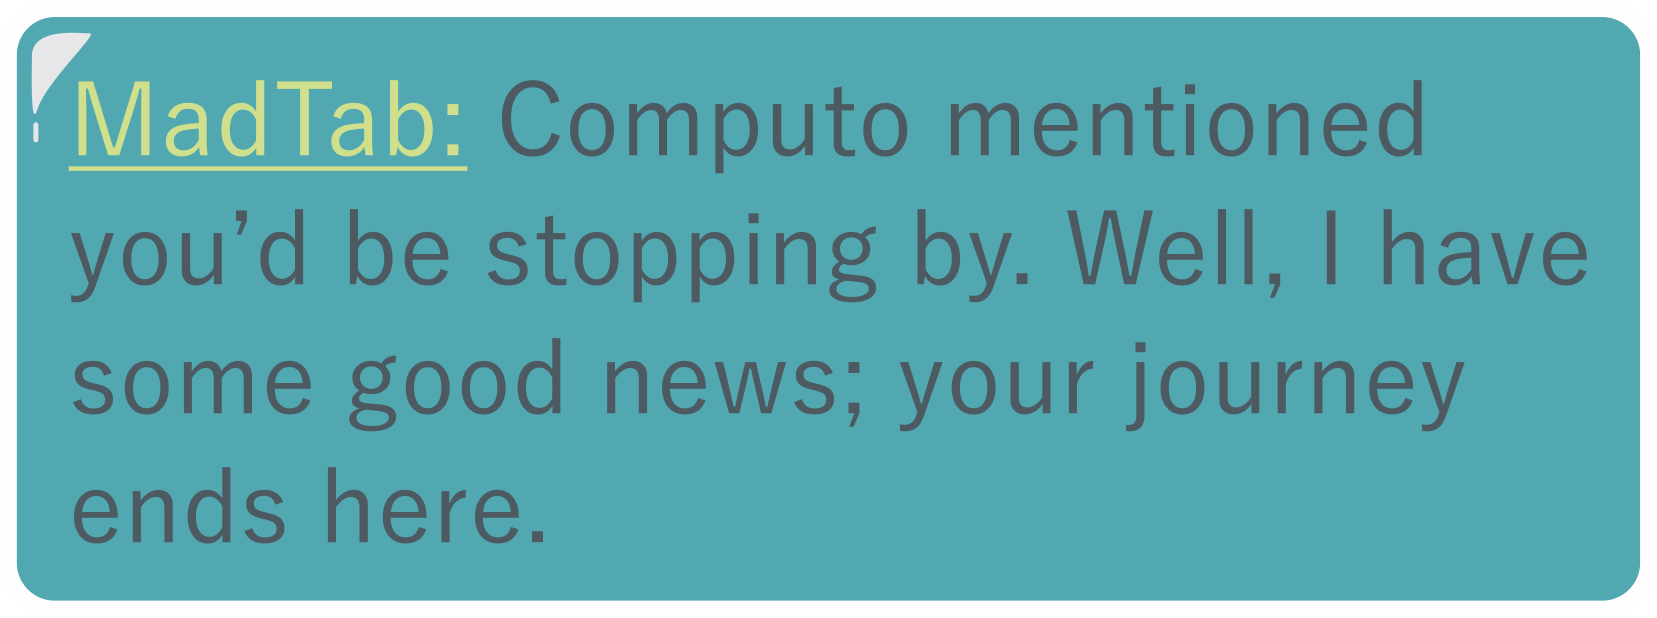 MadTab: Computo mentioned
you’d be stopping by. Well, I have
some good news; your journey
ends here.